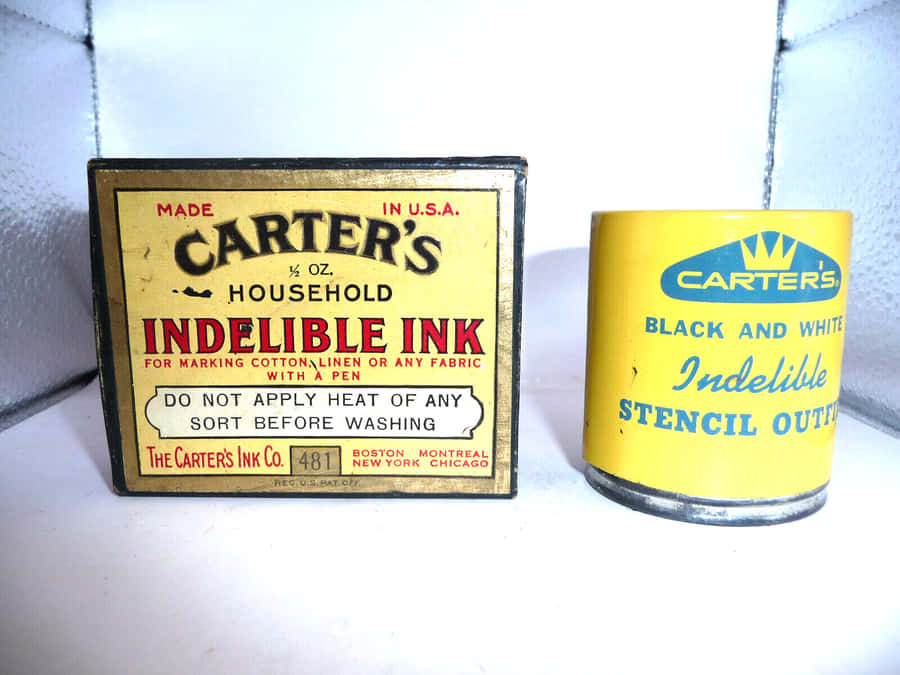 MADE IN U.S.A.
CARTER'S
½ OZ.
HOUSEHOLD
INDELIBLE INK
FOR MARKING COTTON, LINEN OR ANY FABRIC
WITH A PEN
DO NOT APPLY HEAT OF ANY
SORT BEFORE WASHING
THE CARTER'S INK CO. 481 BOSTON MONTREAL
NEW YORK CHICAGO
REG. U.S. PAT. OFF.
CARTER'S
BLACK AND WHITE
Indelible
STENCIL